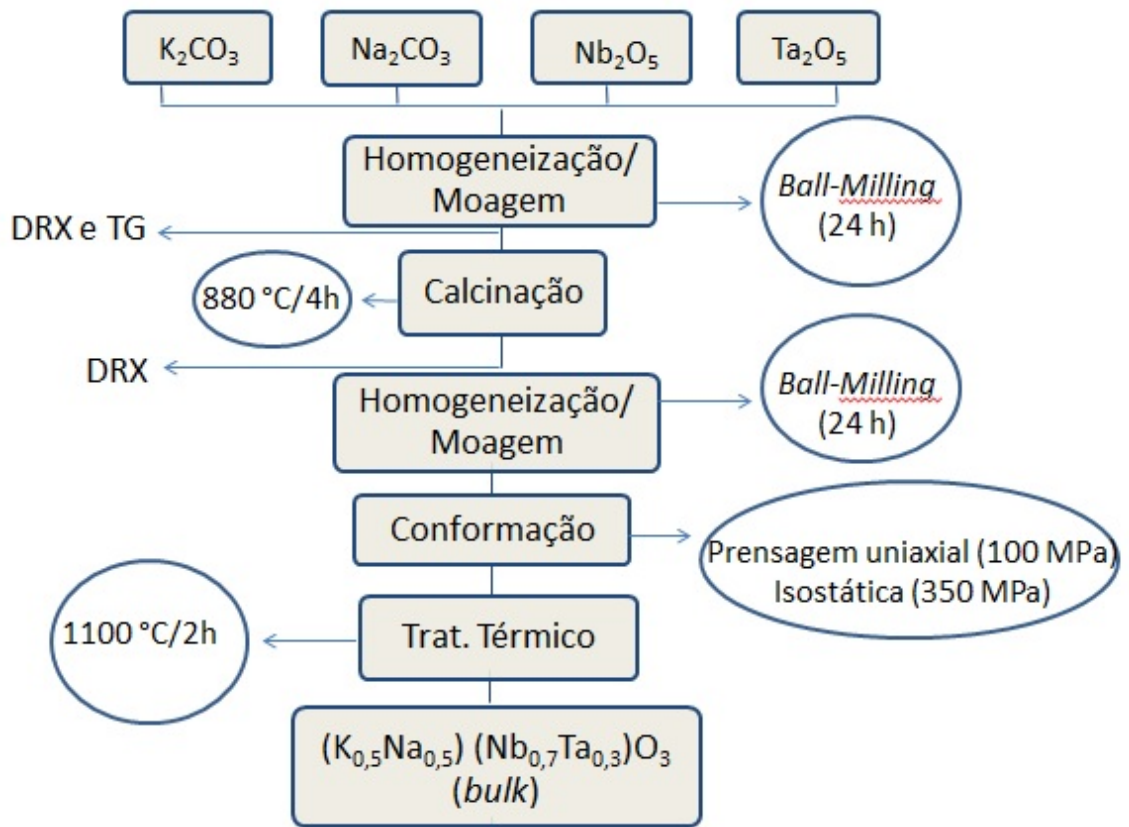 K₂CO₃
Na₂CO₃
Nb₂O₅
Ta₂O₅
Homogeneização/
Moagem
Ball-Milling
(24 h)
DRX e TG
Calcinação
880 °C/4h
DRX
Homogeneização/
Moagem
Ball-Milling
(24 h)
Conformação
Prensagem uniaxial (100 MPa)
Isostática (350 MPa)
Trat. Térmico
1100 °C/2h
(K₀,₅Na₀,₅) (Nb₀,₇Ta₀,₃)O₃
(bulk)